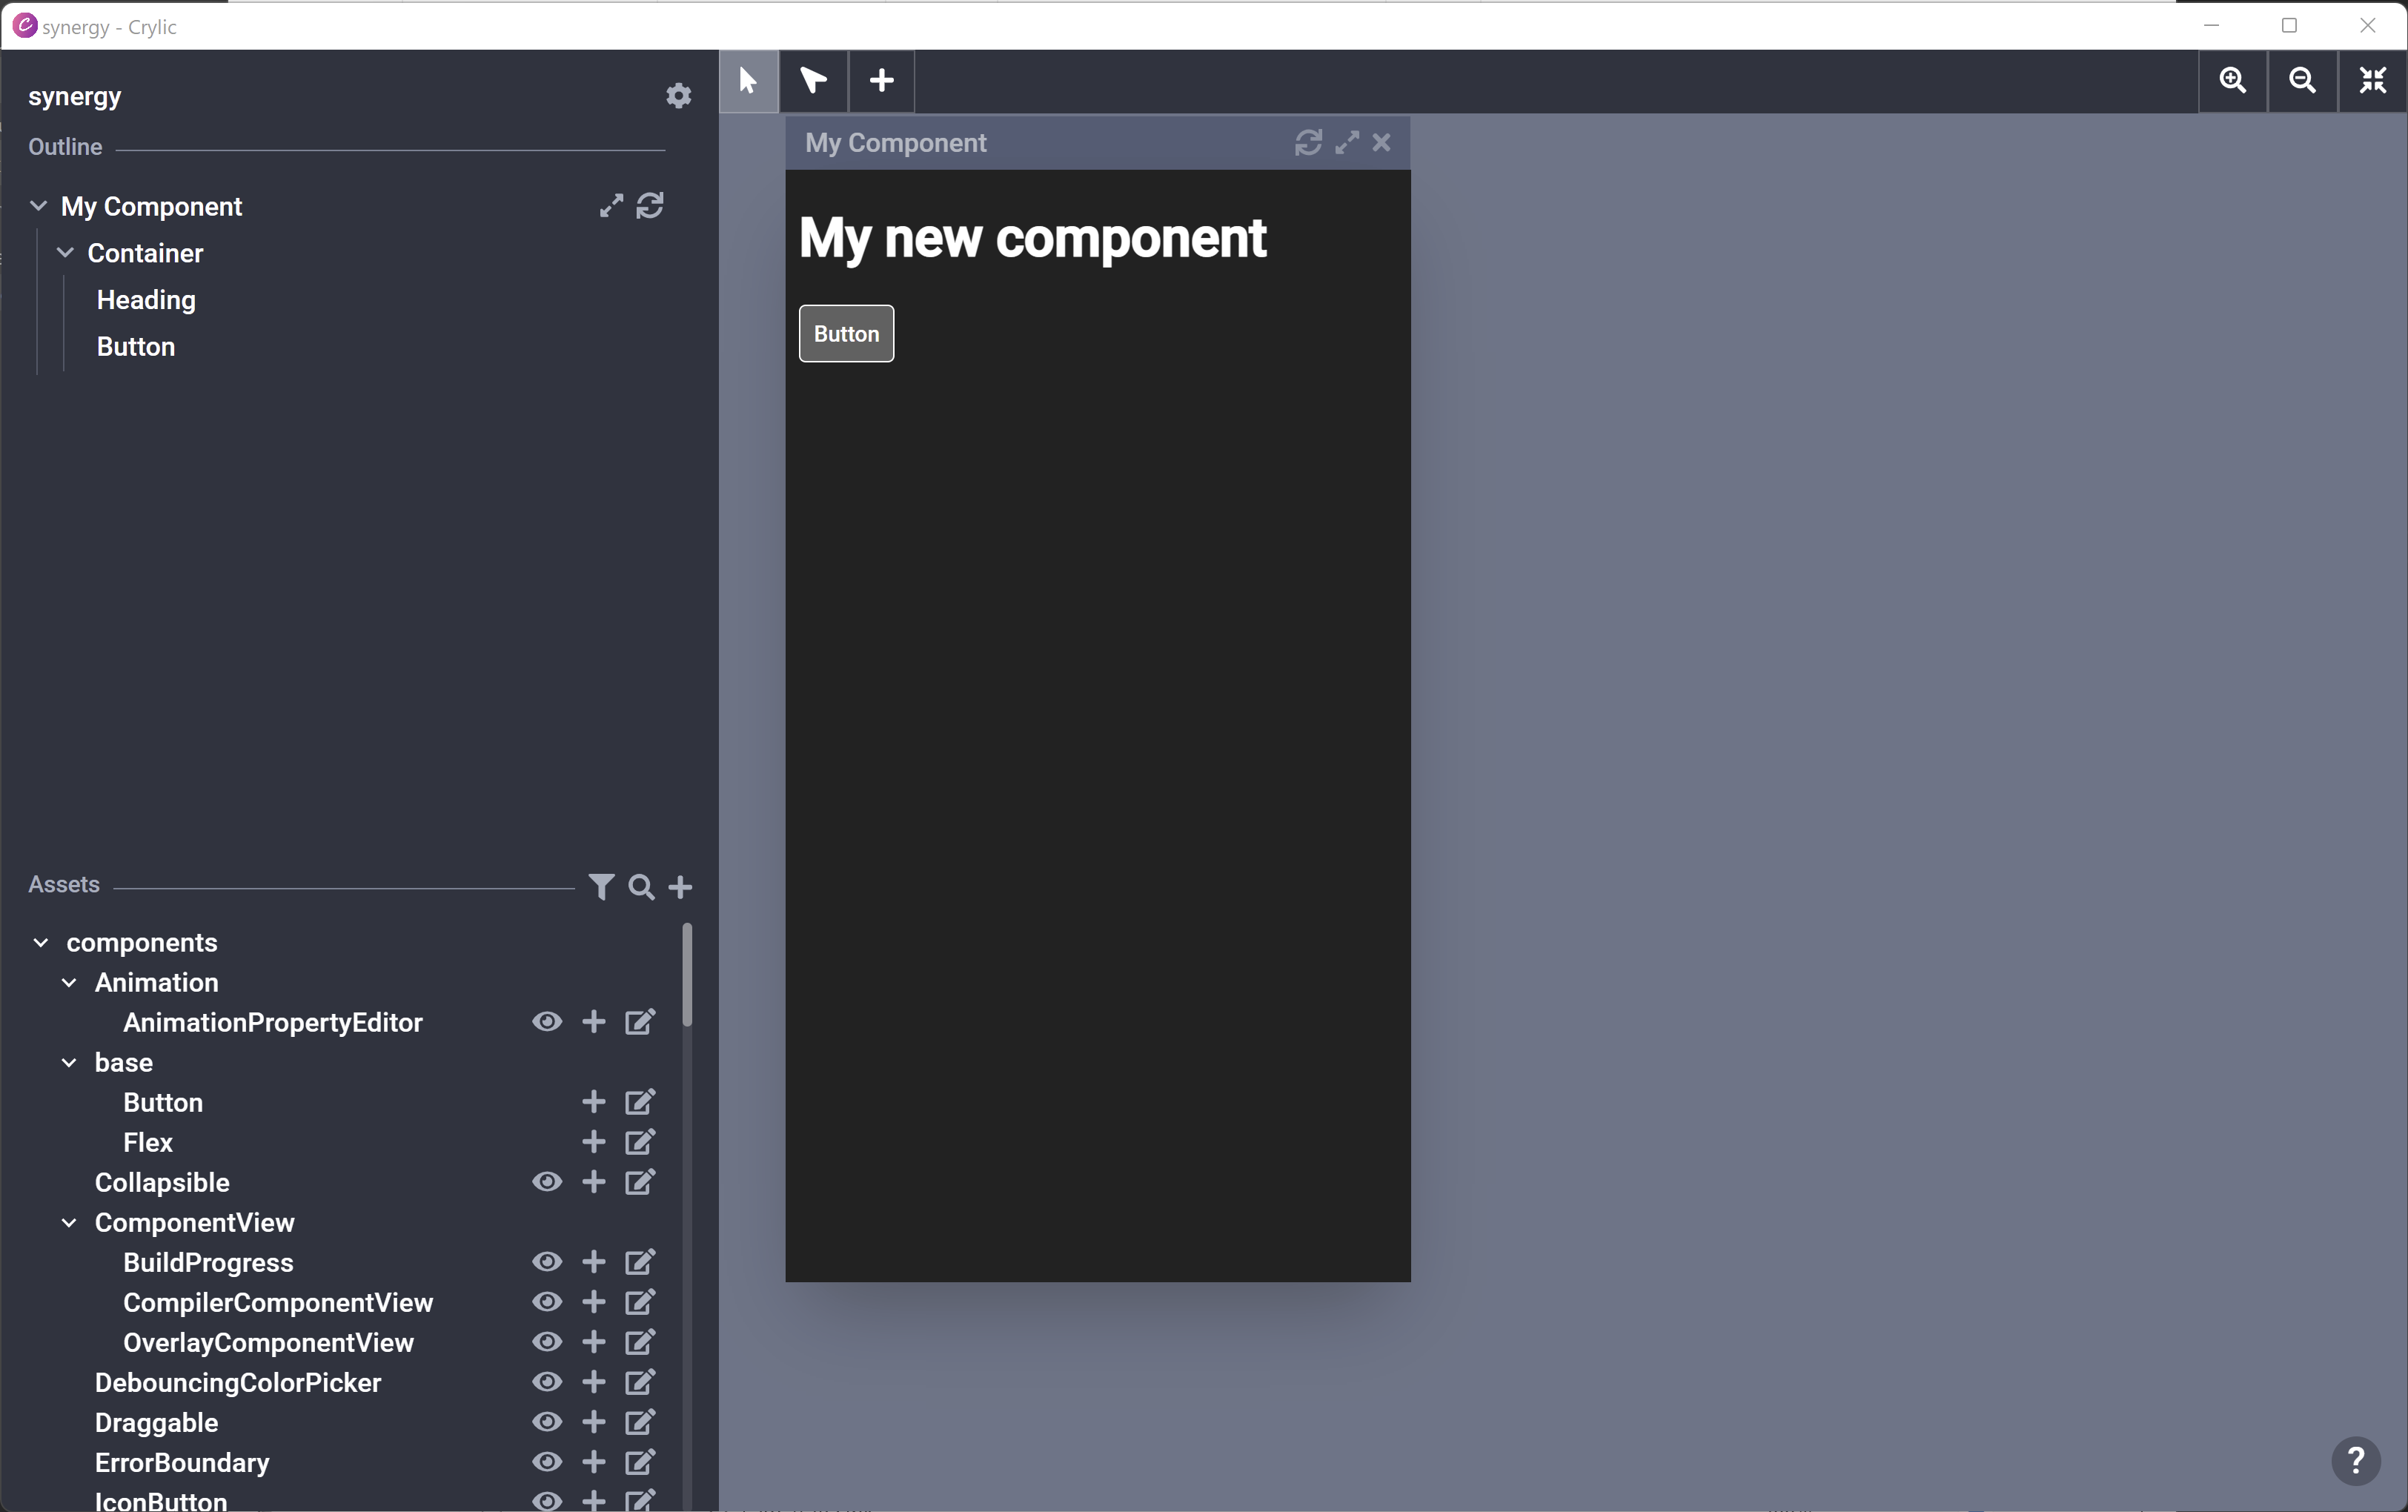 synergy - Crylic
synergy
Outline
My Component
Container
Heading
Button
My Component
My new component
Button
Assets
components
Animation
AnimationPropertyEditor
base
Button
Flex
Collapsible
ComponentView
BuildProgress
CompilerComponentView
OverlayComponentView
DebouncingColorPicker
Draggable
ErrorBoundary
IconButton
?